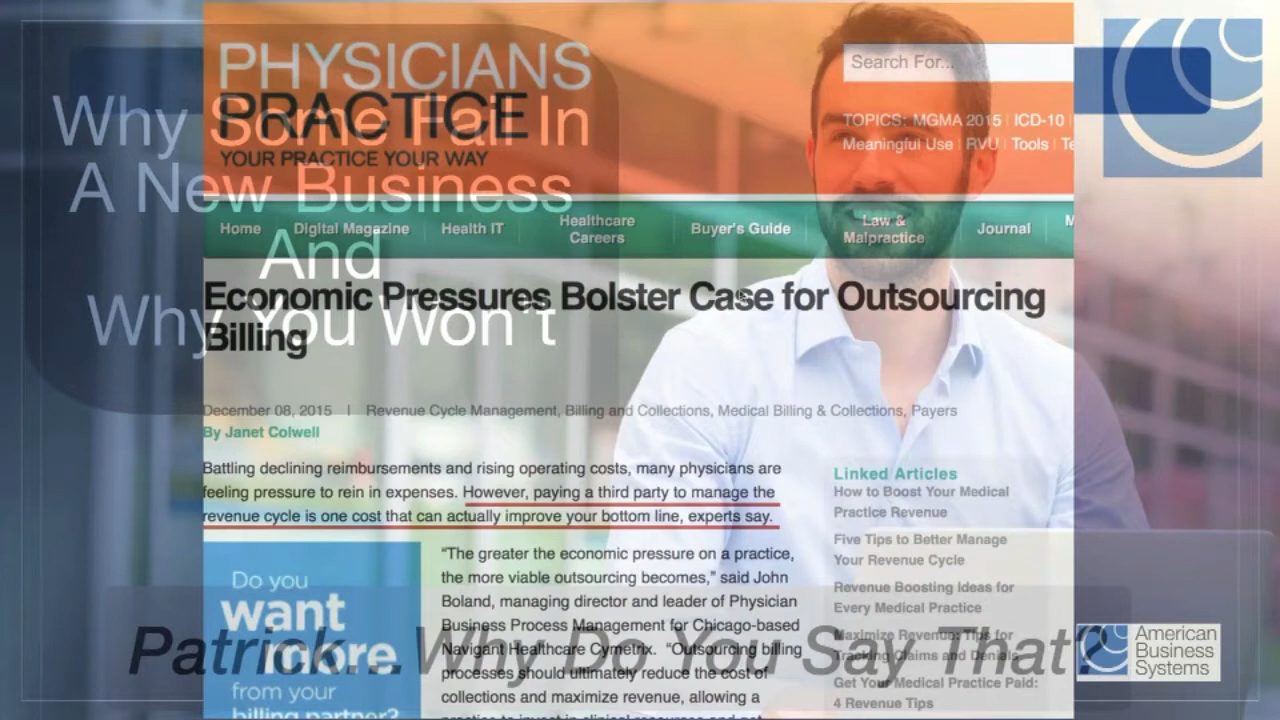 PHYSICIANS
PRACTICE
YOUR PRACTICE YOUR WAY
Search For...
TOPICS: MGMA 2015 | ICD-10 |
Meaningful Use | RVU | Tools | Te
Why Some Fail In
A New Business
And
Why You Won't
Home
Digital Magazine
Health IT
Healthcare
Careers
Buyer's Guide
Law &
Malpractice
Journal
M
Economic Pressures Bolster Case for Outsourcing
Billing
December 08, 2015 | Revenue Cycle Management, Billing and Collections, Medical Billing & Collections, Payers
By Janet Colwell
Battling declining reimbursements and rising operating costs, many physicians are
feeling pressure to rein in expenses. However, paying a third party to manage the
revenue cycle is one cost that can actually improve your bottom line, experts say.
Do you
want
more
from your
billing partner?
"The greater the economic pressure on a practice,
the more viable outsourcing becomes," said John
Boland, managing director and leader of Physician
Business Process Management for Chicago-based
Navigant Healthcare Cymetrix. "Outsourcing billing
processes should ultimately reduce the cost of
collections and maximize revenue, allowing a
practice to invest in clinical resources and get
Linked Articles
How to Boost Your Medical
Practice Revenue
Five Tips to Better Manage
Your Revenue Cycle
Revenue Boosting Ideas for
Every Medical Practice
Maximize Revenue: Tips for
Tracking Claims and Denials
Get Your Medical Practice Paid:
4 Revenue Tips
Patrick... Why Do You Say That?
American
Business
Systems